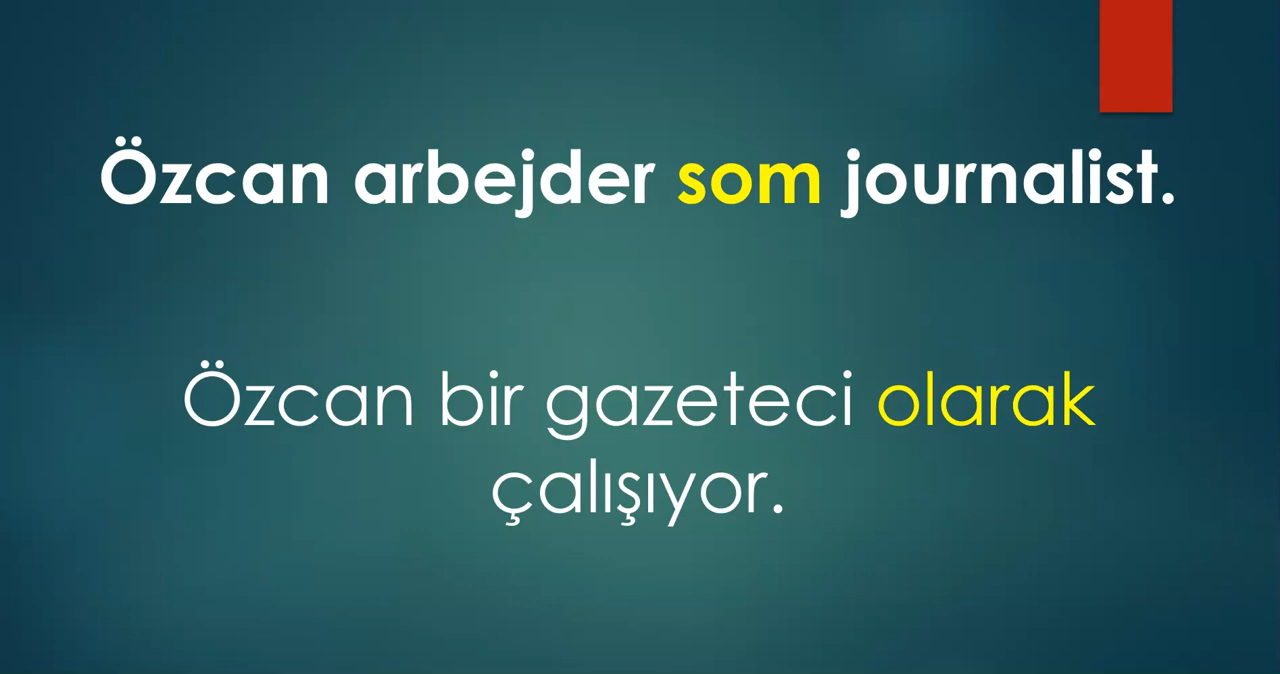 Özcan arbejder som journalist.
Özcan bir gazeteci olarak
çalışıyor.